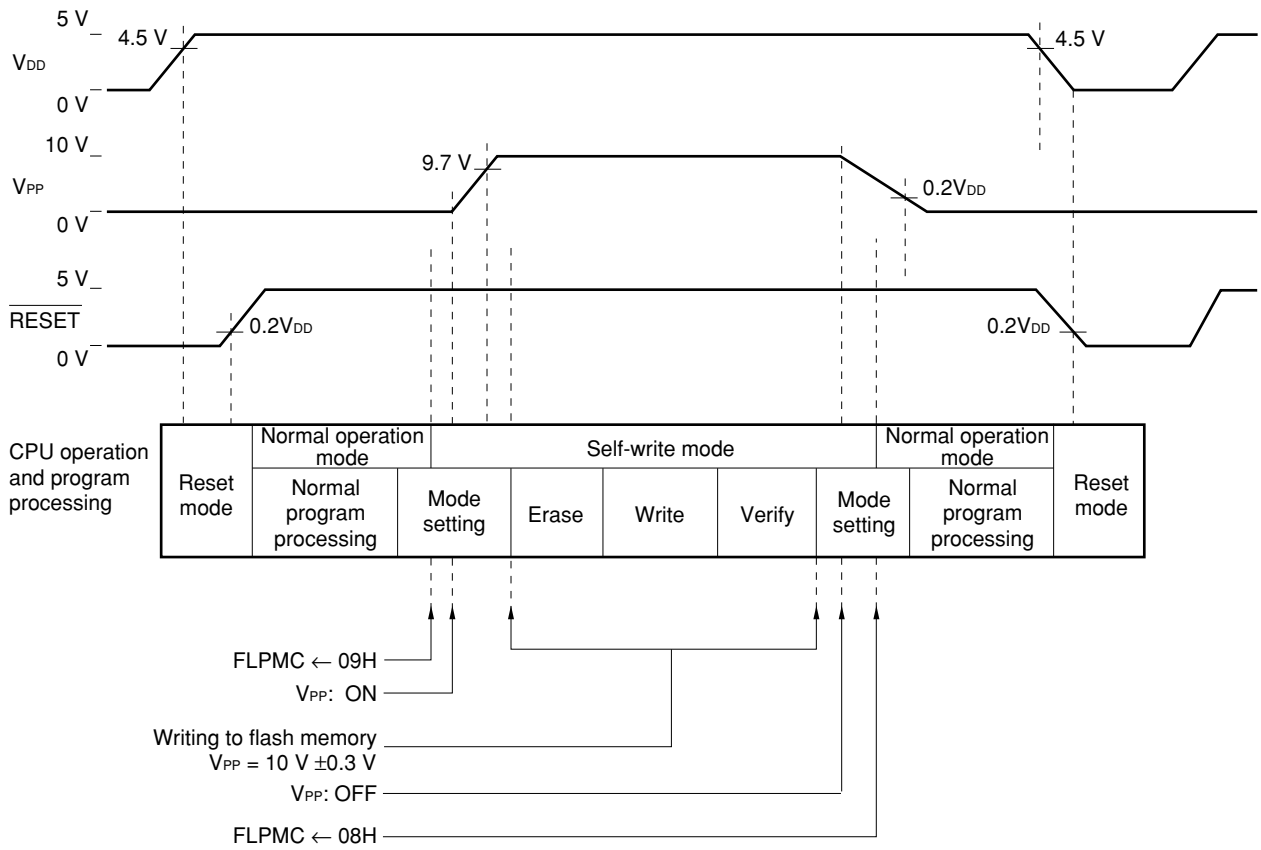 5 V
4.5 V
4.5 V
VDD
0 V
10 V
9.7 V
VPP
0.2VDD
0 V
5 V
RESET
0.2VDD
0.2VDD
0 V
CPU operation
and program
processing
Reset
mode
Normal operation
mode
Self-write mode
Normal operation
mode
Reset
mode
Normal
program
processing
Mode
setting
Erase
Write
Verify
Mode
setting
Normal
program
processing
FLPMC ← 09H
VPP: ON
Writing to flash memory
VPP = 10 V ±0.3 V
VPP: OFF
FLPMC ← 08H